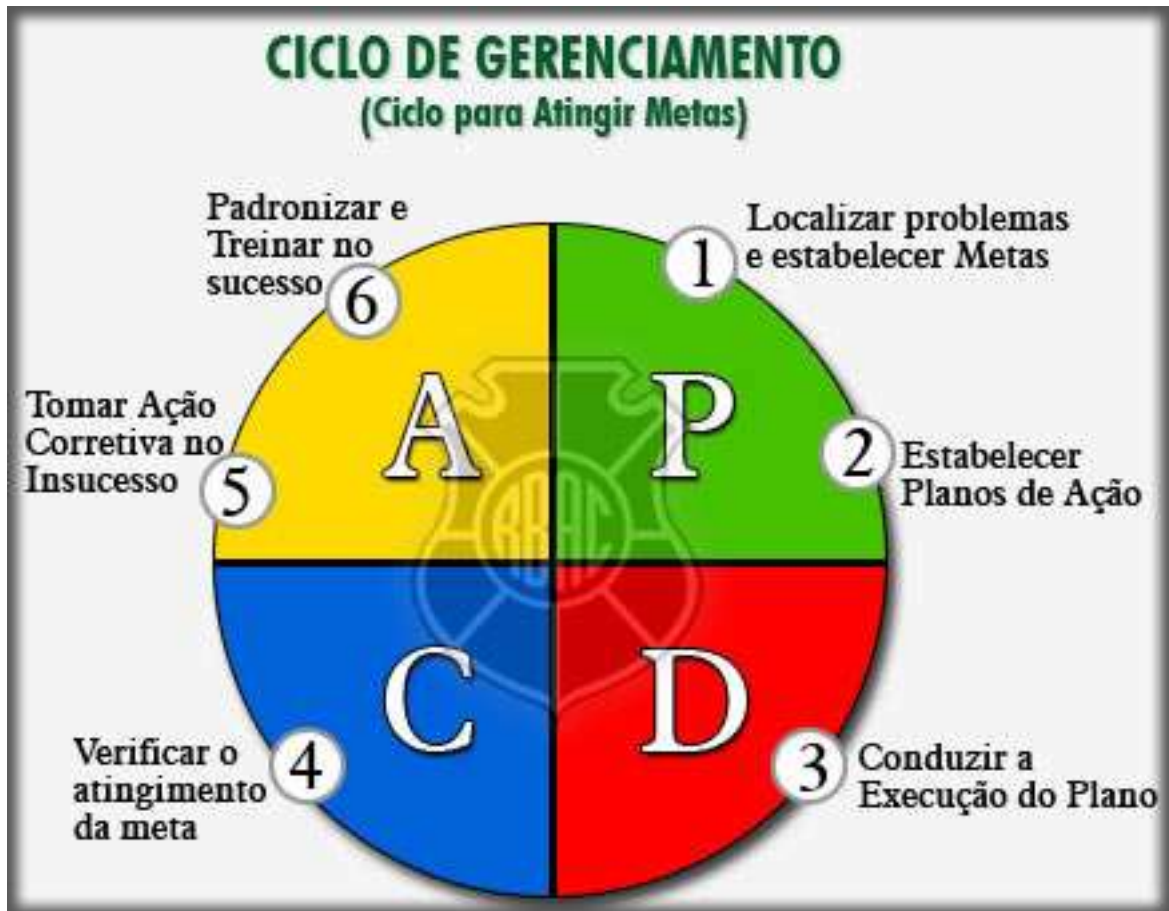 CICLO DE GERENCIAMENTO
(Ciclo para Atingir Metas)
1
Localizar problemas
e estabelecer Metas
2
Estabelecer
Planos de Ação
3
Conduzir a
Execução do Plano
4
Verificar o
atingimento
da meta
5
Tomar Ação
Corretiva no
Insucesso
6
Padronizar e
Treinar no
sucesso
A
P
C
D
RBAC